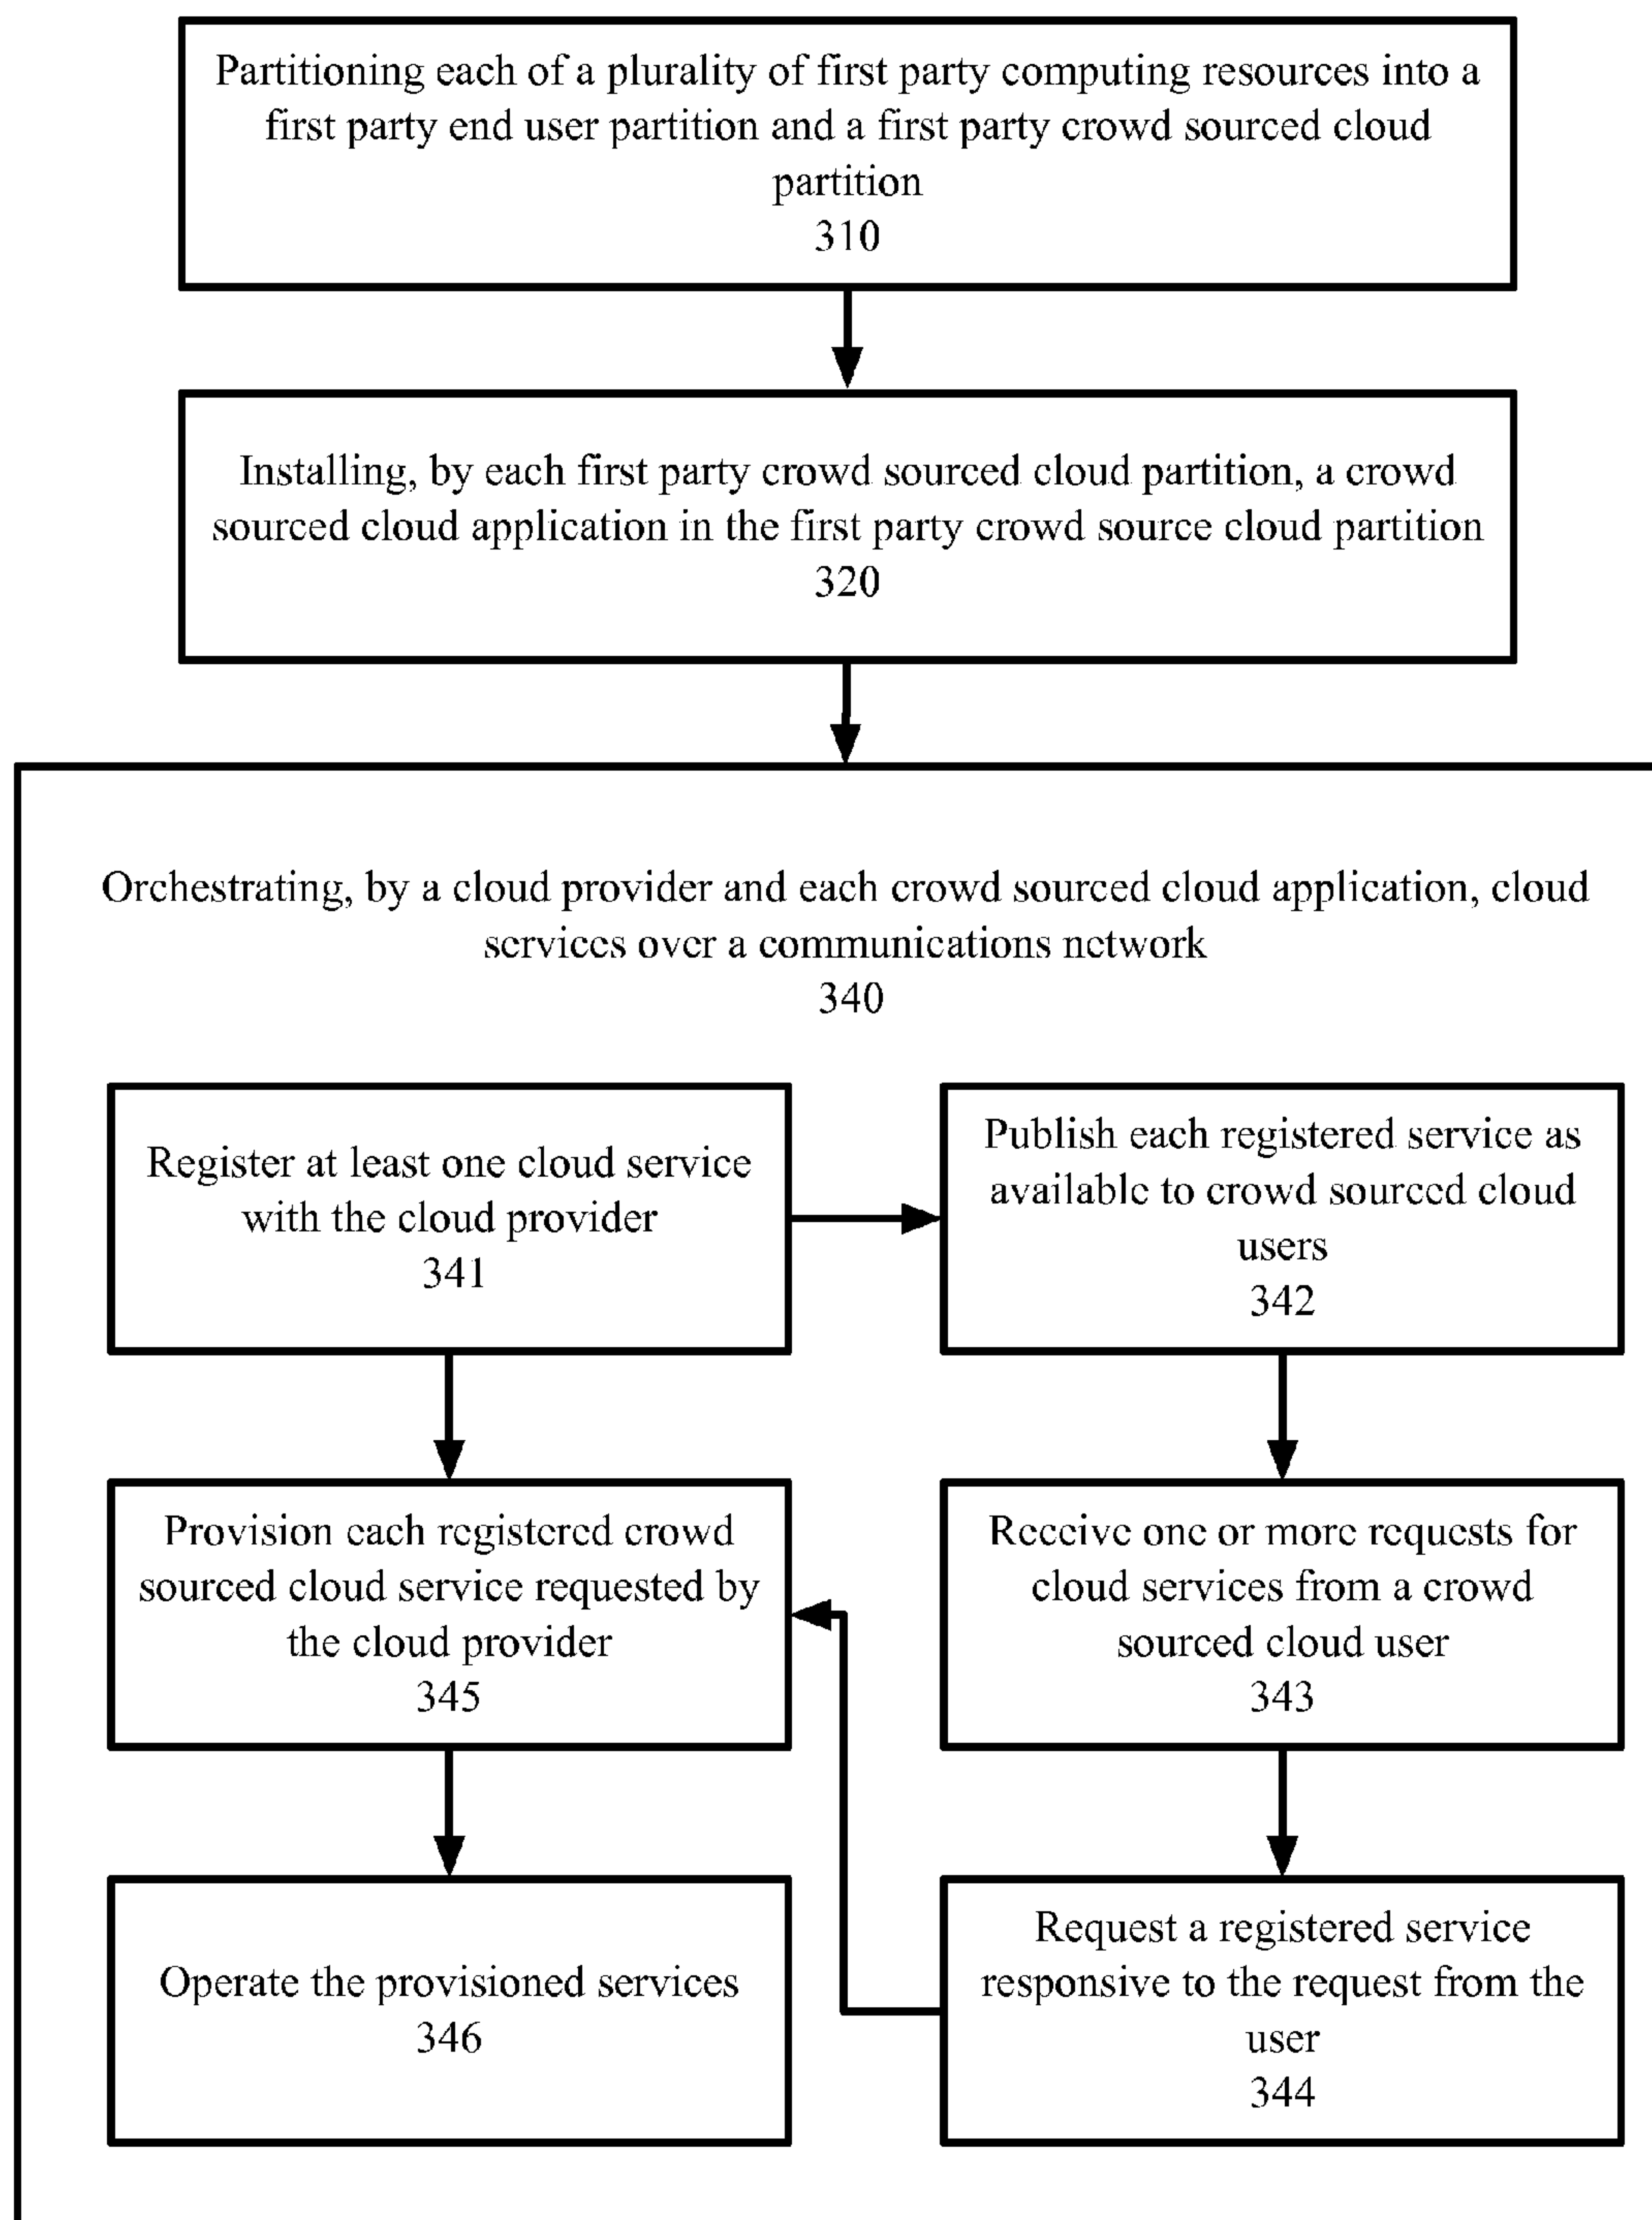 Partitioning each of a plurality of first party computing resources into a
first party end user partition and a first party crowd sourced cloud
partition
310
Installing, by each first party crowd sourced cloud partition, a crowd
sourced cloud application in the first party crowd source cloud partition
320
Orchestrating, by a cloud provider and each crowd sourced cloud application, cloud
services over a communications network
340
Register at least one cloud service
with the cloud provider
341
Publish each registered service as
available to crowd sourced cloud
users
342
Provision each registered crowd
sourced cloud service requested by
the cloud provider
345
Receive one or more requests for
cloud services from a crowd
sourced cloud user
343
Operate the provisioned services
346
Request a registered service
responsive to the request from the
user
344